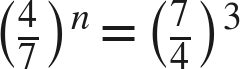 (4/7)^n = (7/4)^3